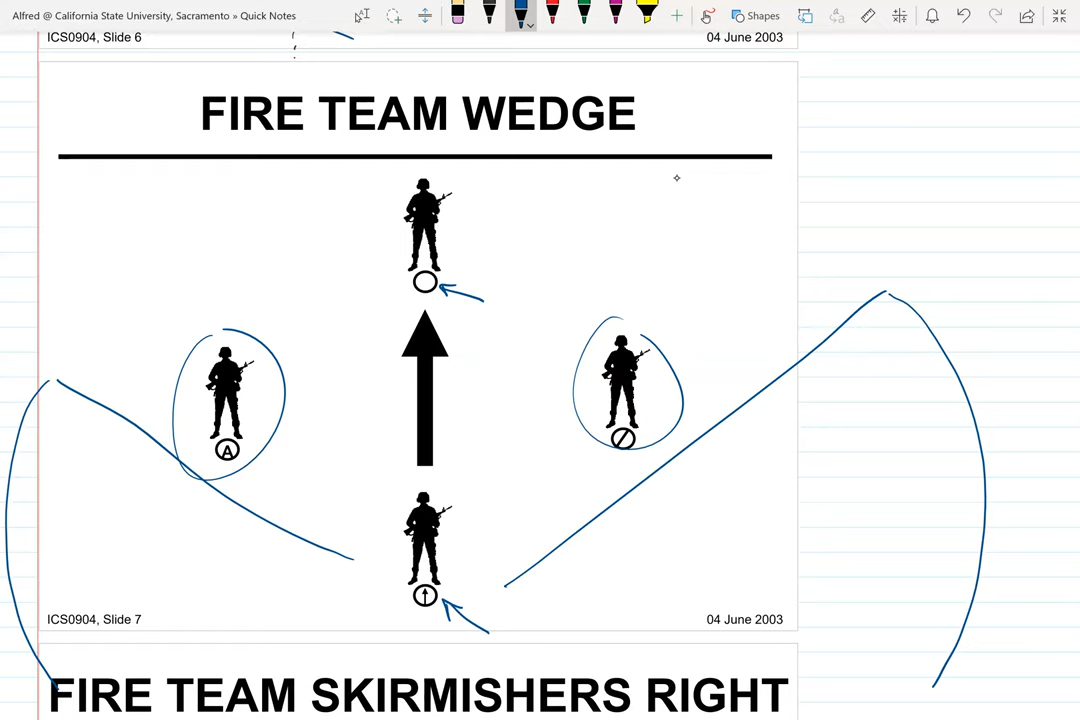 Alfred @ California State University, Sacramento » Quick Notes
Shapes
ICS0904, Slide 6
04 June 2003
FIRE TEAM WEDGE
A
ICS0904, Slide 7
04 June 2003
FIRE TEAM SKIRMISHERS RIGHT